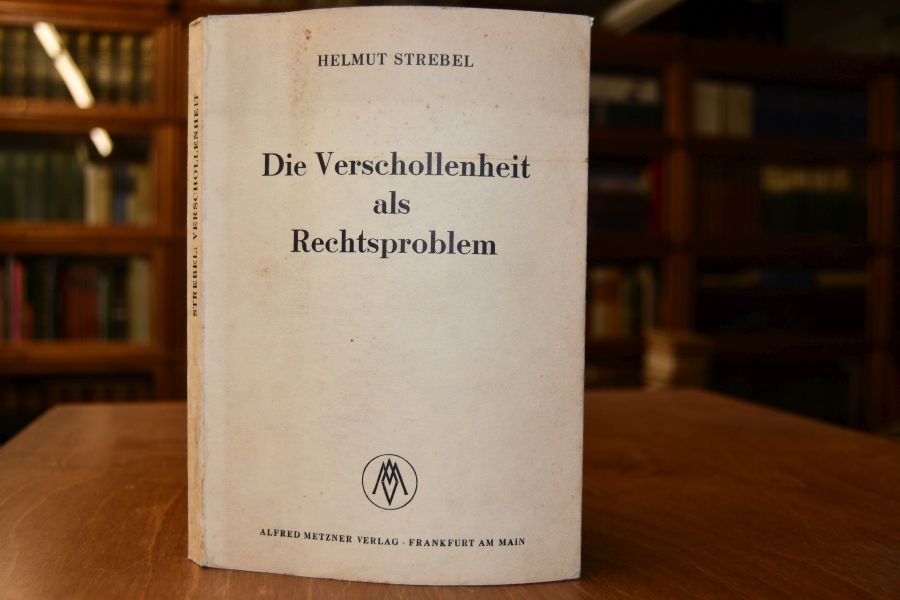 HELMUT STREBEL
Die Verschollenheit
als
Rechtsproblem
ALFRED METZNER VERLAG · FRANKFURT AM MAIN
STREBEL: VERSCHOLLENHEIT